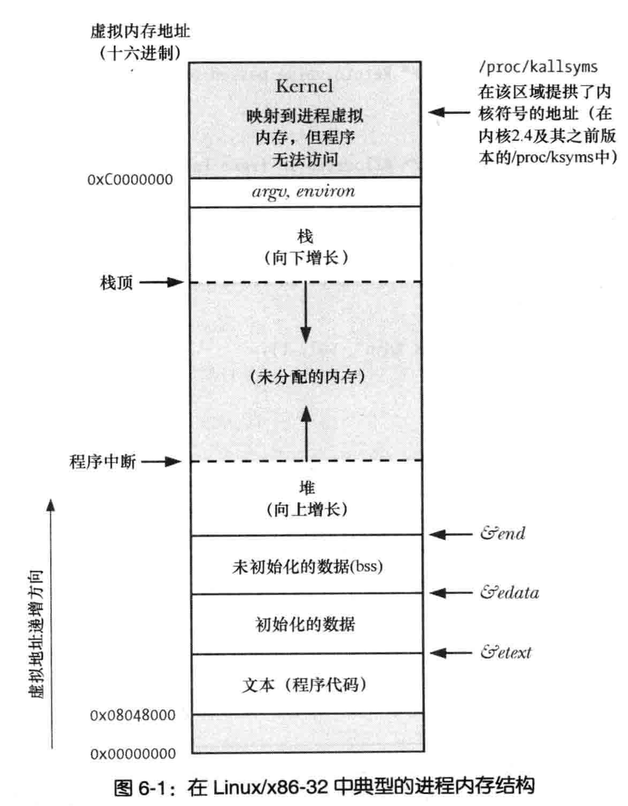 虚拟内存地址
（十六进制）
Kernel
映射到进程虚拟
内存，但程序
无法访问
/proc/kallsyms
在该区域提供了内
核符号的地址（在
内核2.4及其之前版
本的/proc/ksyms中）
0xC0000000
argv, environ
栈
（向下增长）
栈顶
（未分配的内存）
程序中断
堆
（向上增长）
&end
未初始化的数据(bss)
&edata
初始化的数据
&etext
文本（程序代码）
0x08048000
0x00000000
虚拟地址递增方向
图 6-1：在 Linux/x86-32 中典型的进程内存结构